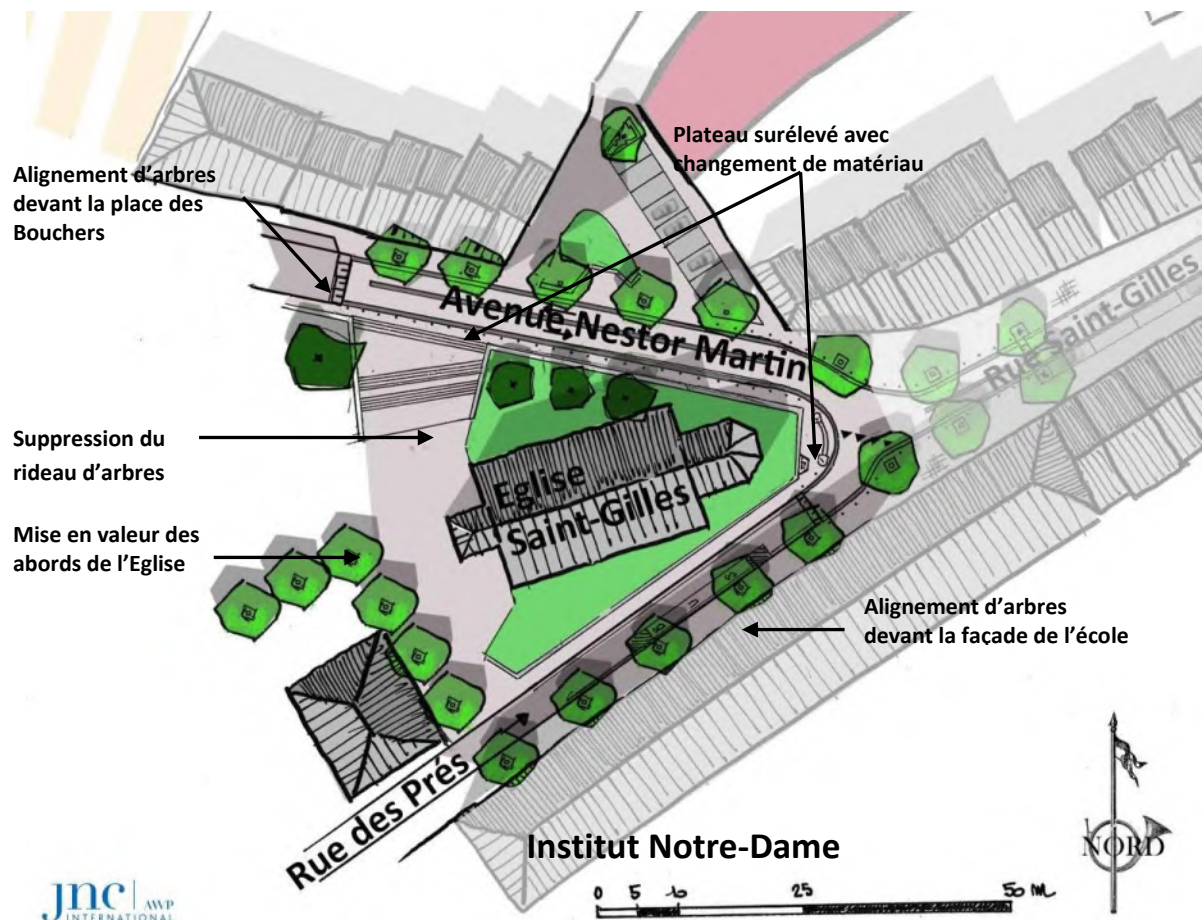 Plateau surélevé avec
changement de matériau
Alignement d'arbres
devant la place des
Bouchers
Avenue Nestor Martin
Rue Saint-Gilles
Suppression du
rideau d'arbres
Eglise
Saint-Gilles
Mise en valeur des
abords de l'Eglise
Alignement d'arbres
devant la façade de l'école
B U S
Rue des Prés
Institut Notre-Dame
NORD
0 5 10 25 50 m
jnc AWP
INTERNATIONAL